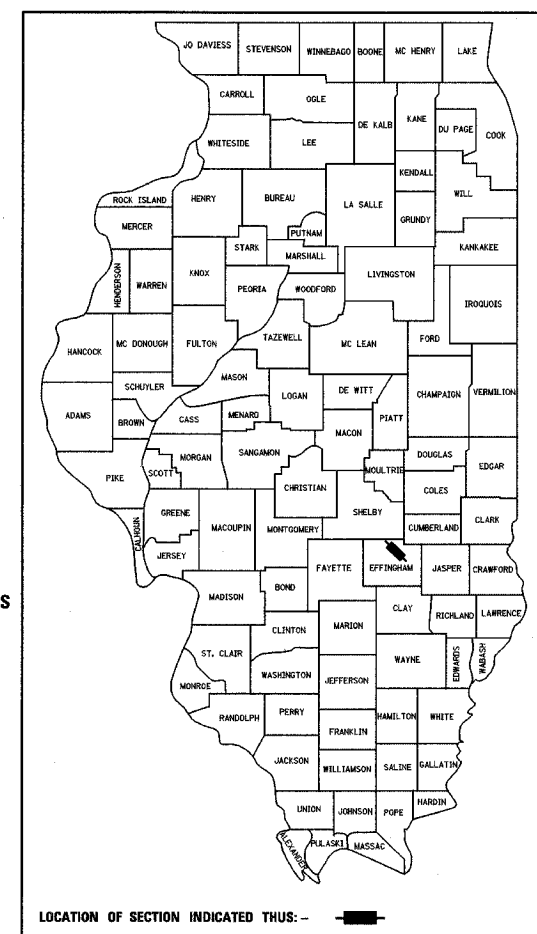 JO DAVIESS STEVENSON WINNEBAGO BOONE MC HENRY LAKE
CARROLL OGLE DE KALB KANE DU PAGE COOK
WHITESIDE LEE
KENDALL WILL
ROCK ISLAND HENRY BUREAU LA SALLE GRUNDY
MERCER PUTNAM
STARK MARSHALL KANKAKEE
HENDERSON WARREN KNOX PEORIA WOODFORD LIVINGSTON IROQUOIS
HANCOCK MC DONOUGH FULTON TAZEWELL MC LEAN FORD
SCHUYLER MASON
ADAMS BROWN CASS MENARD LOGAN DE WITT PIATT CHAMPAIGN VERMILION
MACON
PIKE SCOTT MORGAN SANGAMON CHRISTIAN MOULTRIE DOUGLAS EDGAR
COLES
CALHOUN GREENE MACOUPIN MONTGOMERY SHELBY CUMBERLAND CLARK
JERSEY
S
MADISON BOND FAYETTE EFFINGHAM JASPER CRAWFORD
CLAY RICHLAND LAWRENCE
ST. CLAIR CLINTON MARION WAYNE EDWARDS WABASH
MONROE WASHINGTON JEFFERSON
RANDOLPH PERRY FRANKLIN HAMILTON WHITE
JACKSON WILLIAMSON SALINE GALLATIN
UNION JOHNSON POPE HARDIN
ALEXANDER PULASKI MASSAC
LOCATION OF SECTION INDICATED THUS: –